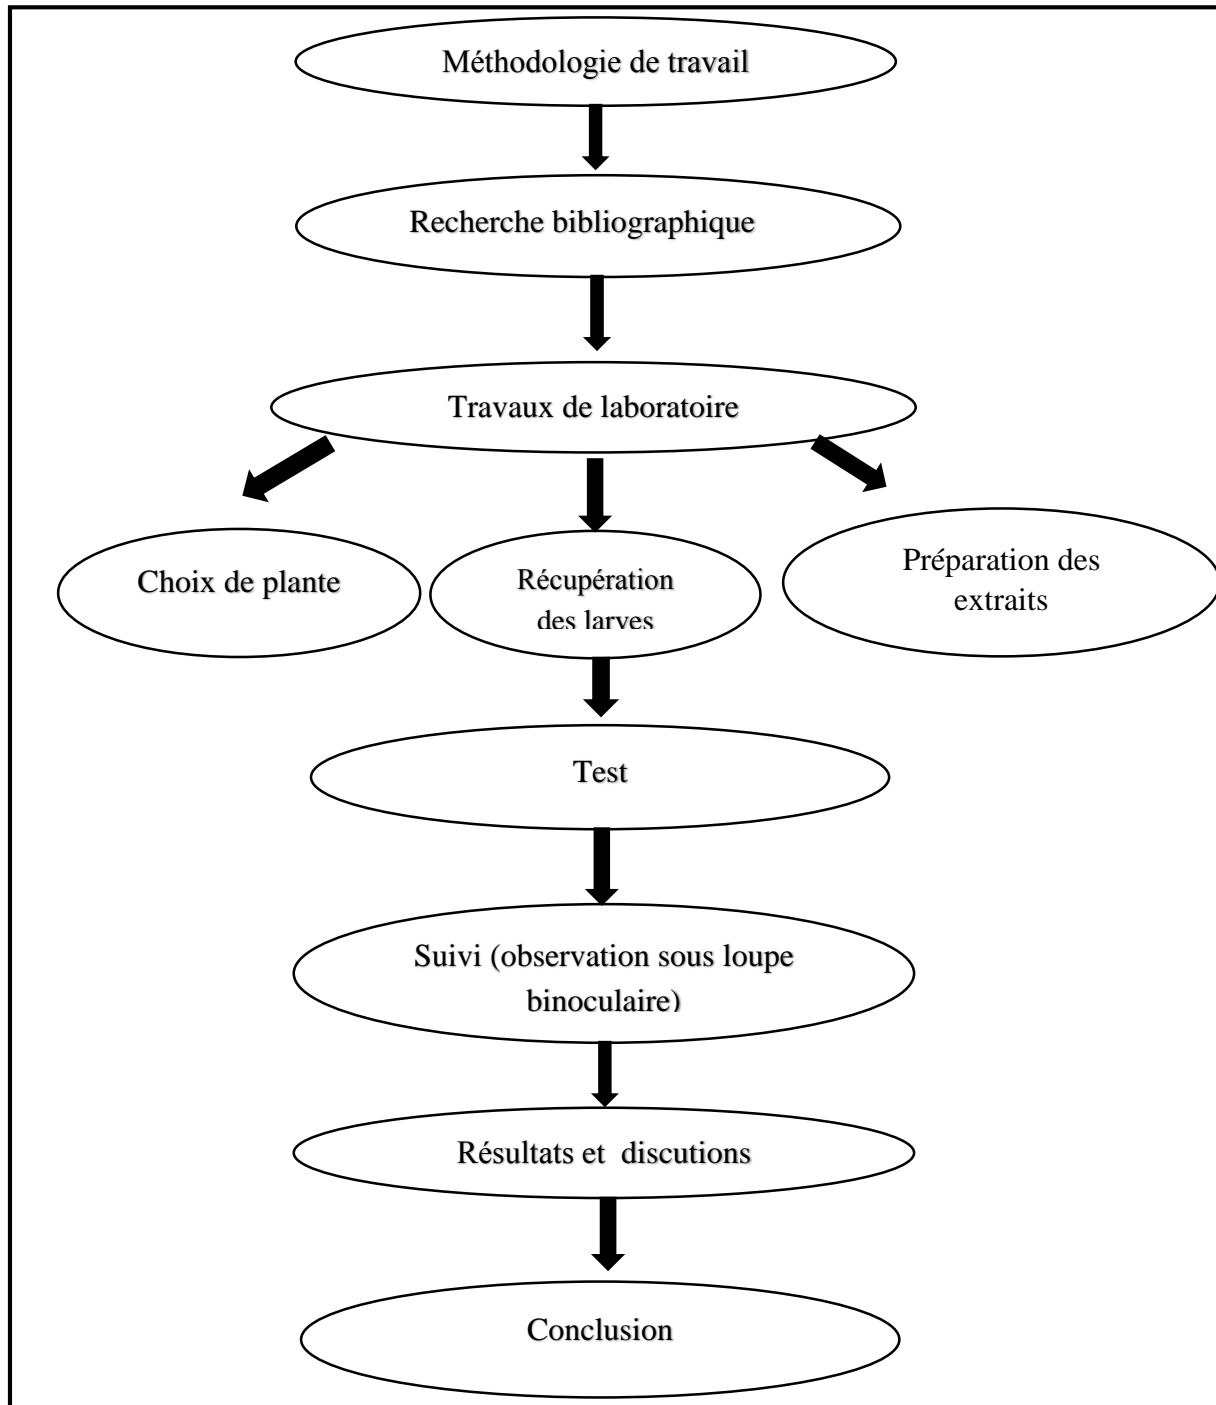 Méthodologie de travail
Recherche bibliographique
Travaux de laboratoire
Choix de plante
Récupération
des larves
Préparation des
extraits
Test
Suivi (observation sous loupe
binoculaire)
Résultats et  discutions
Conclusion